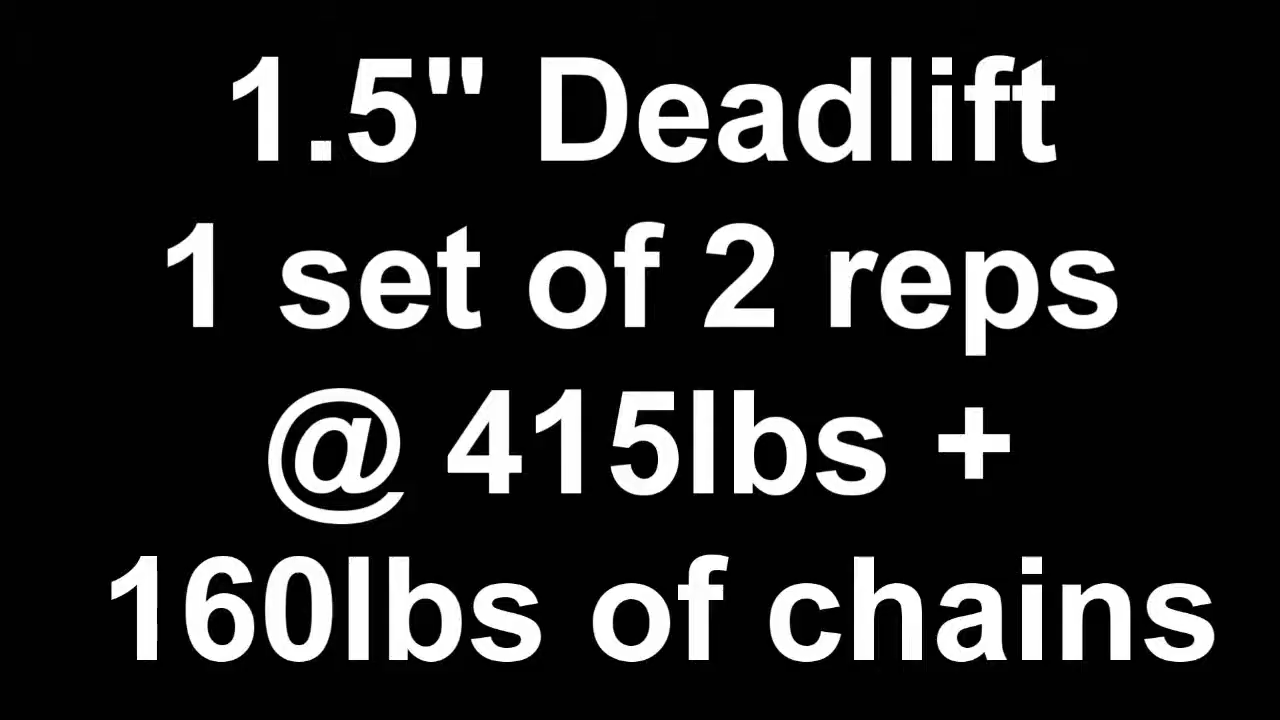 1.5" Deadlift
1 set of 2 reps
@ 415lbs +
160lbs of chains